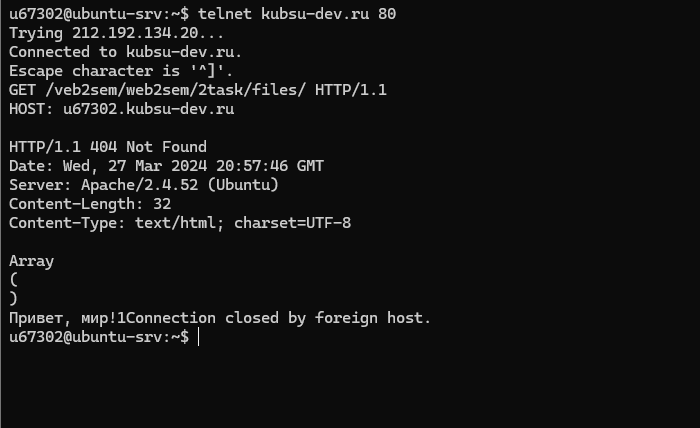 u67302@ubuntu-srv:~$ telnet kubsu-dev.ru 80
Trying 212.192.134.20...
Connected to kubsu-dev.ru.
Escape character is '^]'.
GET /veb2sem/web2sem/2task/files/ HTTP/1.1
HOST: u67302.kubsu-dev.ru

HTTP/1.1 404 Not Found
Date: Wed, 27 Mar 2024 20:57:46 GMT
Server: Apache/2.4.52 (Ubuntu)
Content-Length: 32
Content-Type: text/html; charset=UTF-8

Array
(
)
Привет, мир!1Connection closed by foreign host.
u67302@ubuntu-srv:~$